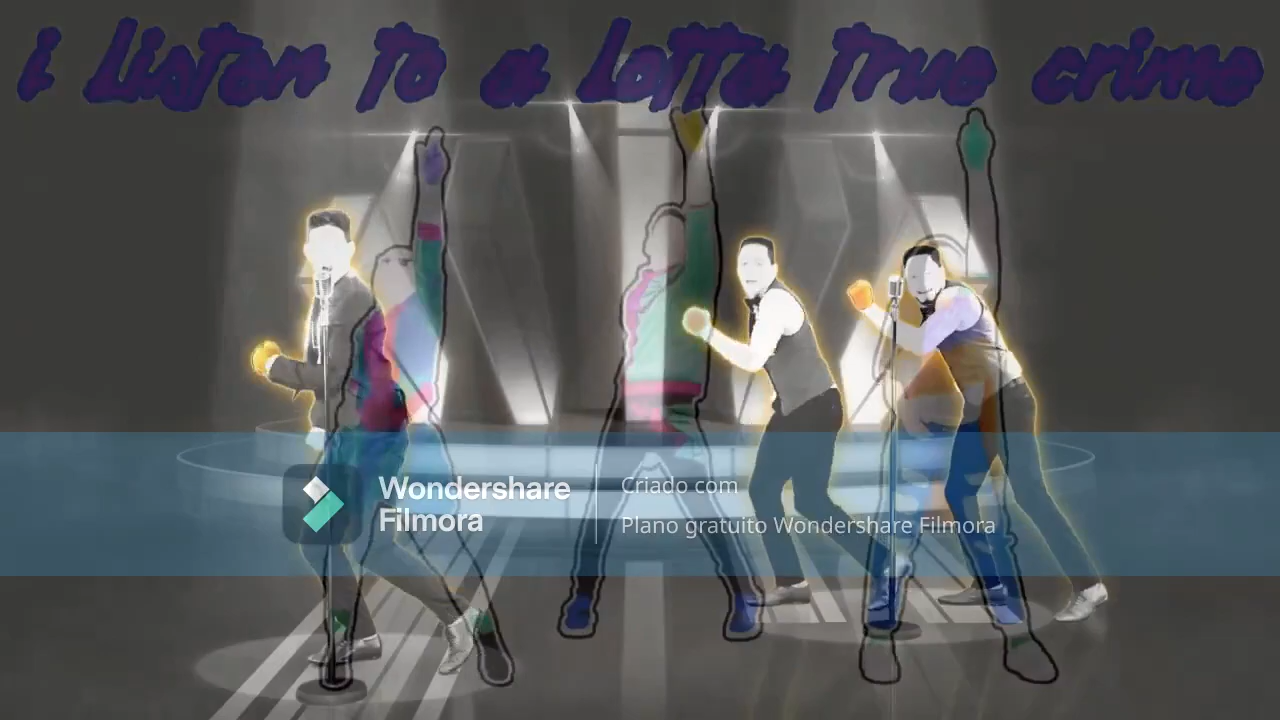 i Listen To a LoTTa True crime
Wondershare
Filmora
Criado com
Plano gratuito Wondershare Filmora